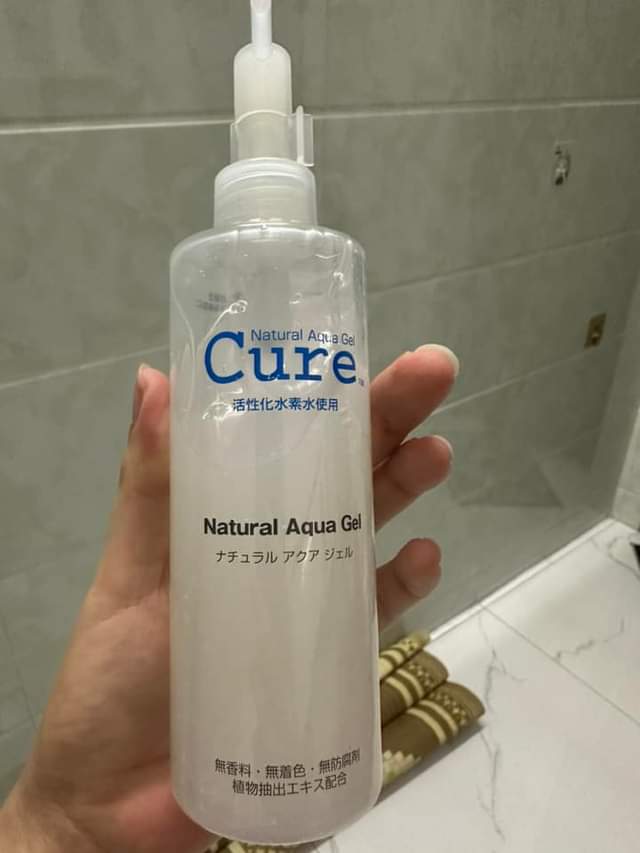 Natural Aqua Gel
Cure
活性化水素水使用
Natural Aqua Gel
ナチュラル アクア ジェル
無香料・無着色・無防腐剤
植物抽出エキス配合